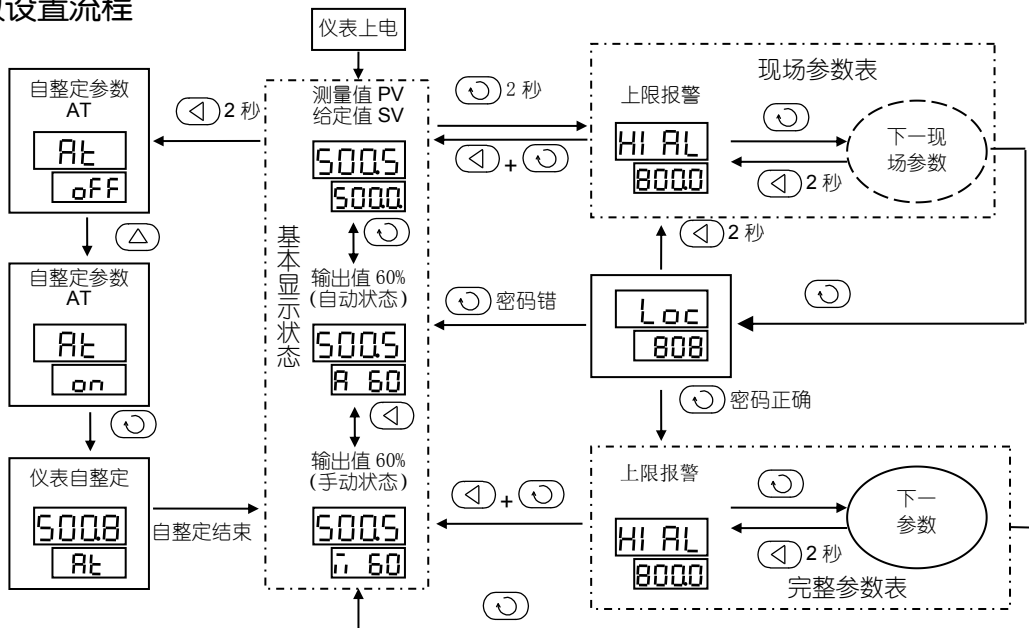 设置流程
仪表上电
自整定参数
AT
At
oFF
自整定参数
AT
At
on
仪表自整定
500.8
At
自整定结束
2 秒
基本显示状态
测量值 PV
给定值 SV
500.5
500.0
输出值 60%
(自动状态)
500.5
A 60
输出值 60%
(手动状态)
500.5
60
2 秒
+
密码错
+
现场参数表
上限报警
HI AL
800.0
2 秒
下一现
场参数
2 秒
Loc
808
密码正确
上限报警
HI AL
800.0
2 秒
下一
参数
完整参数表